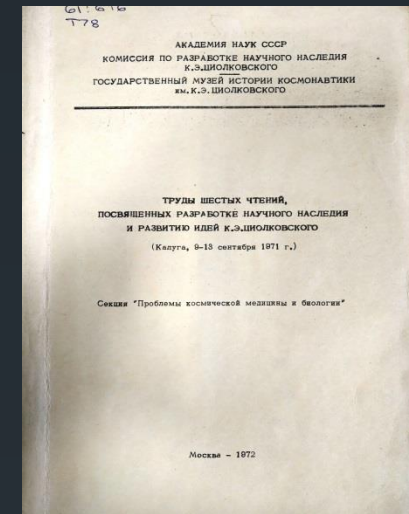 61:616
Т78
АКАДЕМИЯ НАУК СССР
КОМИССИЯ ПО РАЗРАБОТКЕ НАУЧНОГО НАСЛЕДИЯ
К.Э.ЦИОЛКОВСКОГО
ГОСУДАРСТВЕННЫЙ МУЗЕЙ ИСТОРИИ КОСМОНАВТИКИ
им.К.Э.ЦИОЛКОВСКОГО
ТРУДЫ ШЕСТЫХ ЧТЕНИЙ,
ПОСВЯЩЕННЫХ РАЗРАБОТКЕ НАУЧНОГО НАСЛЕДИЯ
И РАЗВИТИЮ ИДЕЙ К.Э.ЦИОЛКОВСКОГО
(Калуга, 9-13 сентября 1971 г.)
Секция "Проблемы космической медицины и биологии"
Москва - 1972